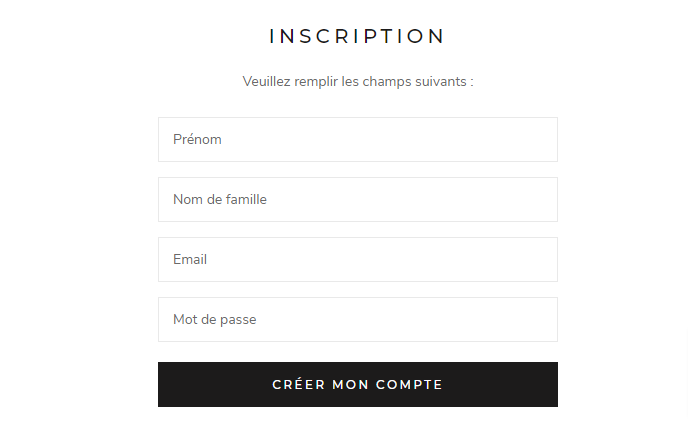 INSCRIPTION
Veuillez remplir les champs suivants :
Prénom
Nom de famille
Email
Mot de passe
CRÉER MON COMPTE